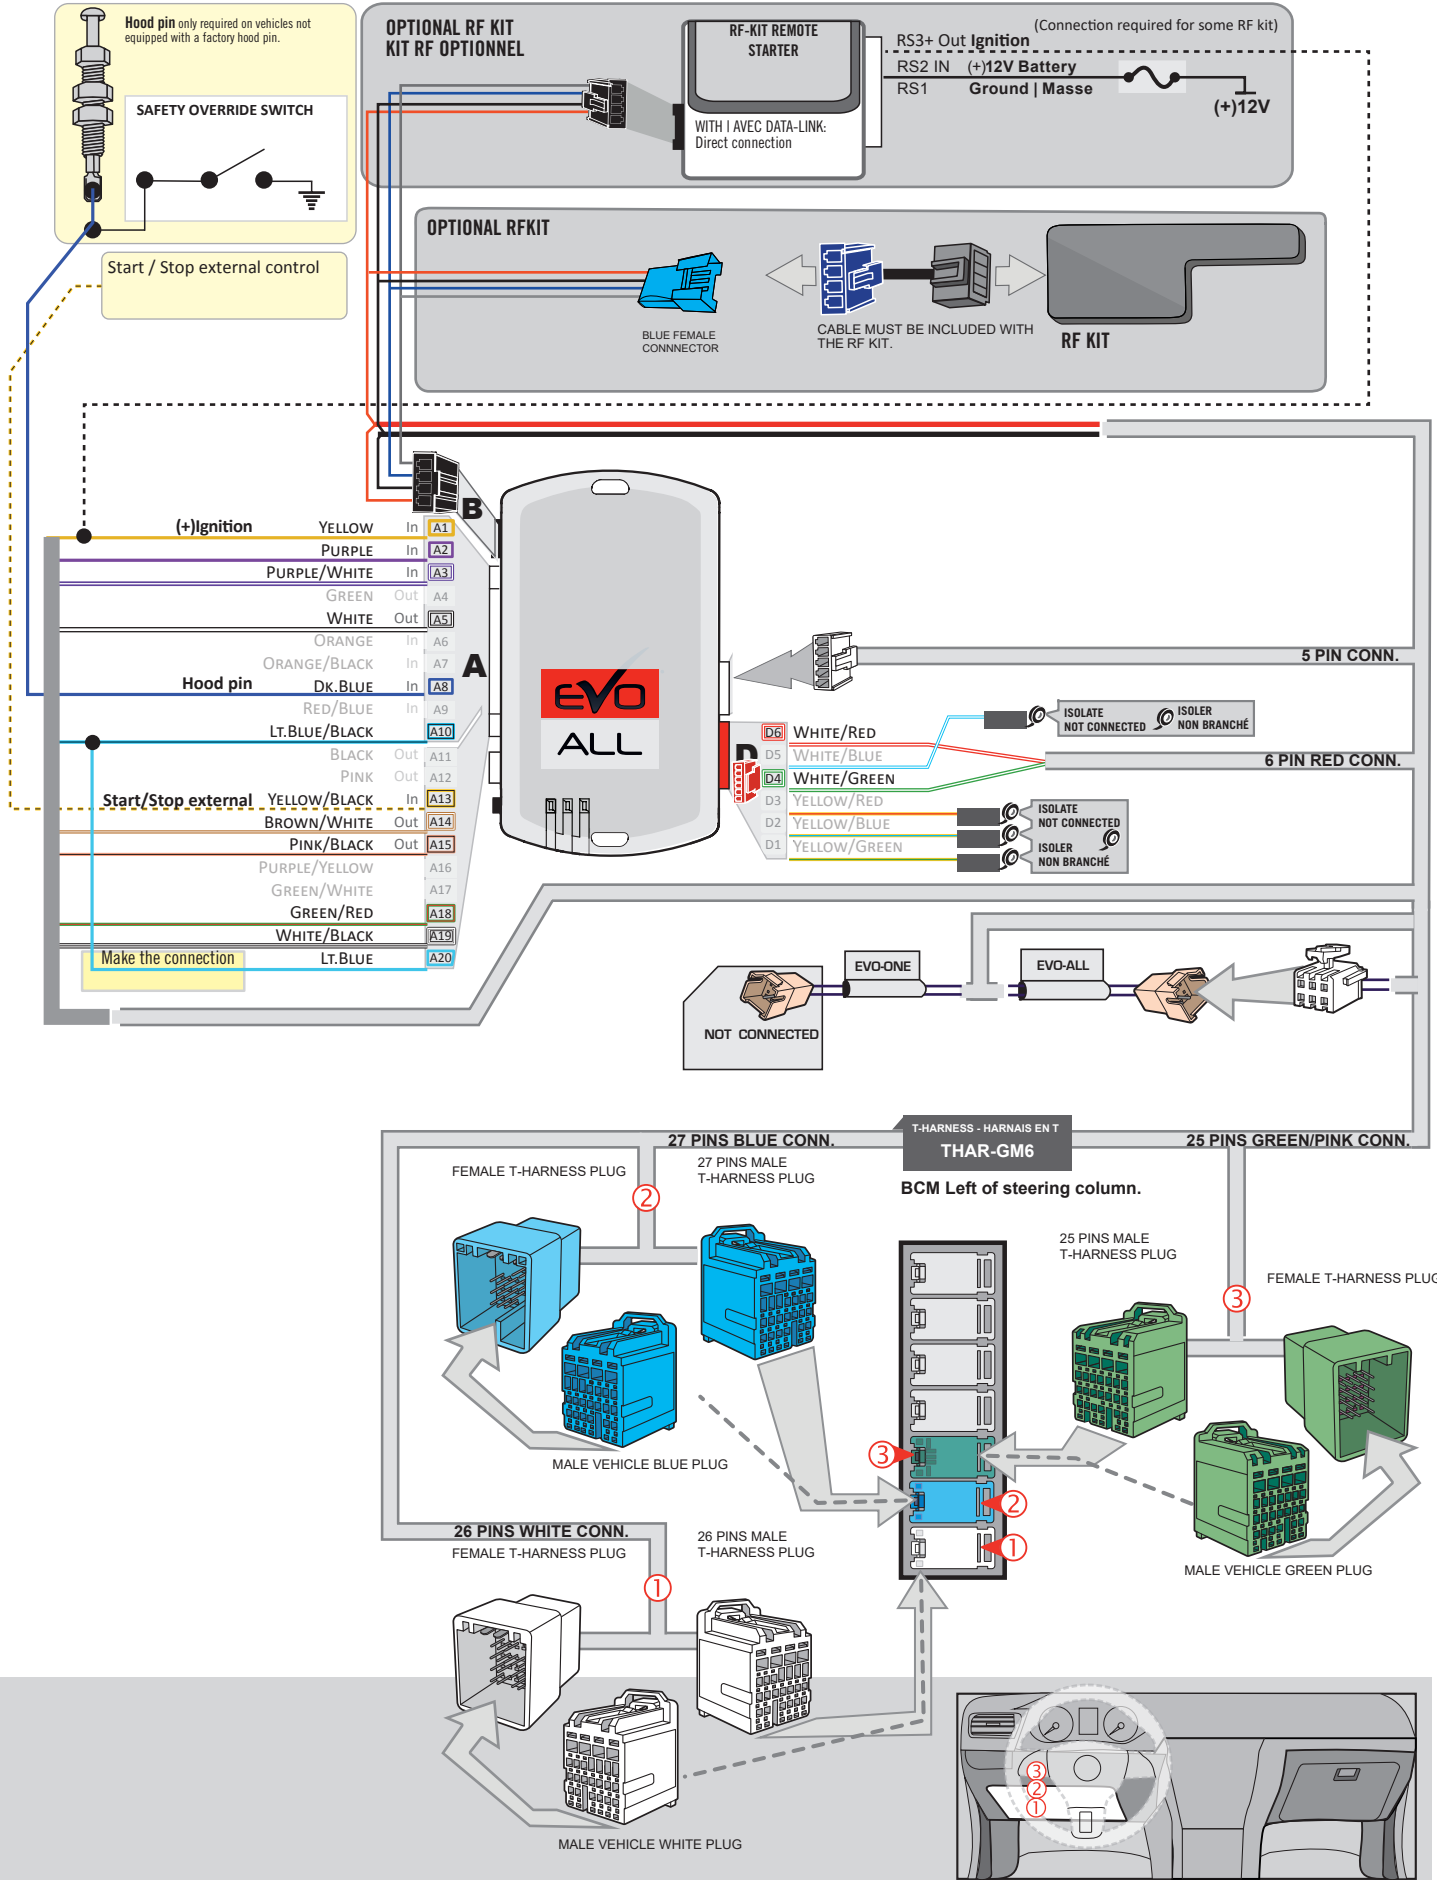 Hood pin only required on vehicles not
equipped with a factory hood pin.
SAFETY OVERRIDE SWITCH
Start / Stop external control
OPTIONAL RF KIT
KIT RF OPTIONNEL
RF-KIT REMOTE
STARTER
WITH | AVEC DATA-LINK:
Direct connection
(Connection required for some RF kit)
RS3+ Out Ignition
RS2 IN (+)12V Battery
RS1 Ground | Masse
(+)12V
OPTIONAL RFKIT
BLUE FEMALE
CONNNECTOR
CABLE MUST BE INCLUDED WITH
THE RF KIT.
RF KIT
B
A
(+)Ignition YELLOW In A1
PURPLE In A2
PURPLE/WHITE In A3
GREEN Out A4
WHITE Out A5
ORANGE In A6
ORANGE/BLACK In A7
Hood pin DK.BLUE In A8
RED/BLUE In A9
LT.BLUE/BLACK A10
BLACK Out A11
PINK Out A12
Start/Stop external YELLOW/BLACK In A13
BROWN/WHITE Out A14
PINK/BLACK Out A15
PURPLE/YELLOW A16
GREEN/WHITE A17
GREEN/RED A18
WHITE/BLACK A19
Make the connection LT.BLUE A20
EVO
ALL
5 PIN CONN.
D
D6 WHITE/RED
D5 WHITE/BLUE
D4 WHITE/GREEN
D3 YELLOW/RED
D2 YELLOW/BLUE
D1 YELLOW/GREEN
ISOLATE
NOT CONNECTED
ISOLER
NON BRANCHÉ
6 PIN RED CONN.
ISOLATE
NOT CONNECTED
ISOLER
NON BRANCHÉ
EVO-ONE
EVO-ALL
NOT CONNECTED
T-HARNESS - HARNAIS EN T
THAR-GM6
27 PINS BLUE CONN.
25 PINS GREEN/PINK CONN.
FEMALE T-HARNESS PLUG
27 PINS MALE
T-HARNESS PLUG
2
BCM Left of steering column.
25 PINS MALE
T-HARNESS PLUG
FEMALE T-HARNESS PLUG
3
MALE VEHICLE BLUE PLUG
3
2
1
MALE VEHICLE GREEN PLUG
26 PINS WHITE CONN.
FEMALE T-HARNESS PLUG
26 PINS MALE
T-HARNESS PLUG
1
MALE VEHICLE WHITE PLUG
3
2
1